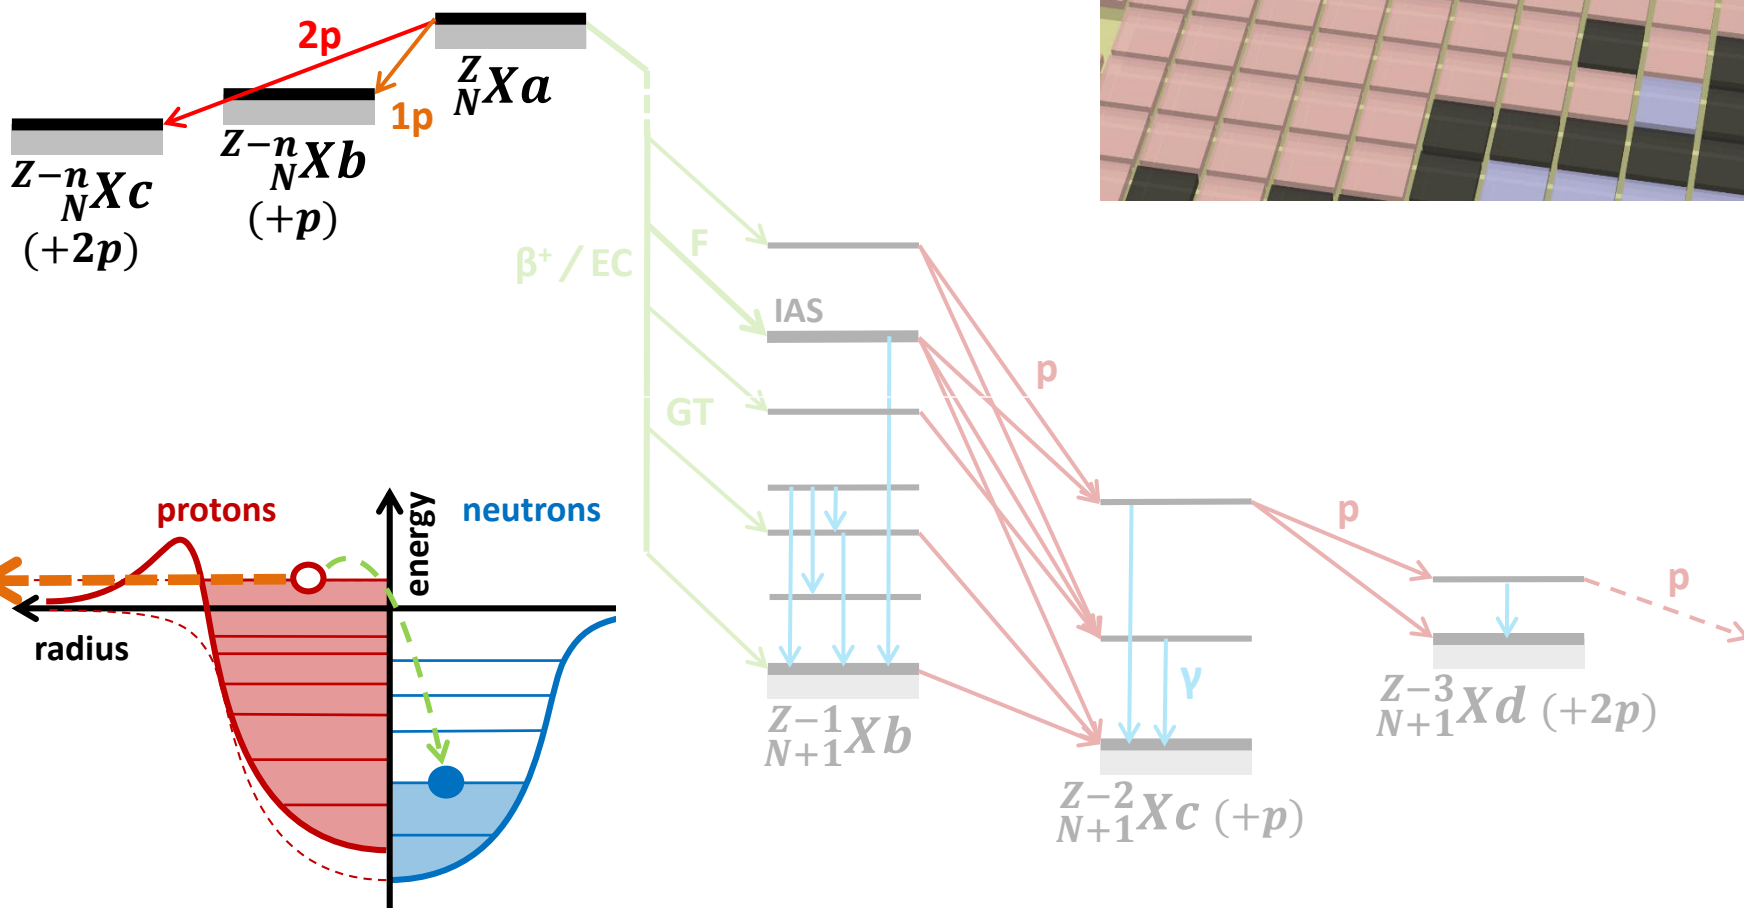 2p
1p
Z
N Xa
Z−n
N Xb
(+p)
Z−n
N Xc
(+2p)
β⁺ / EC
F
GT
IAS
p
p
p
γ
Z−1
N+1 Xb
Z−2
N+1 Xc (+p)
Z−3
N+1 Xd (+2p)
protons
neutrons
energy
radius